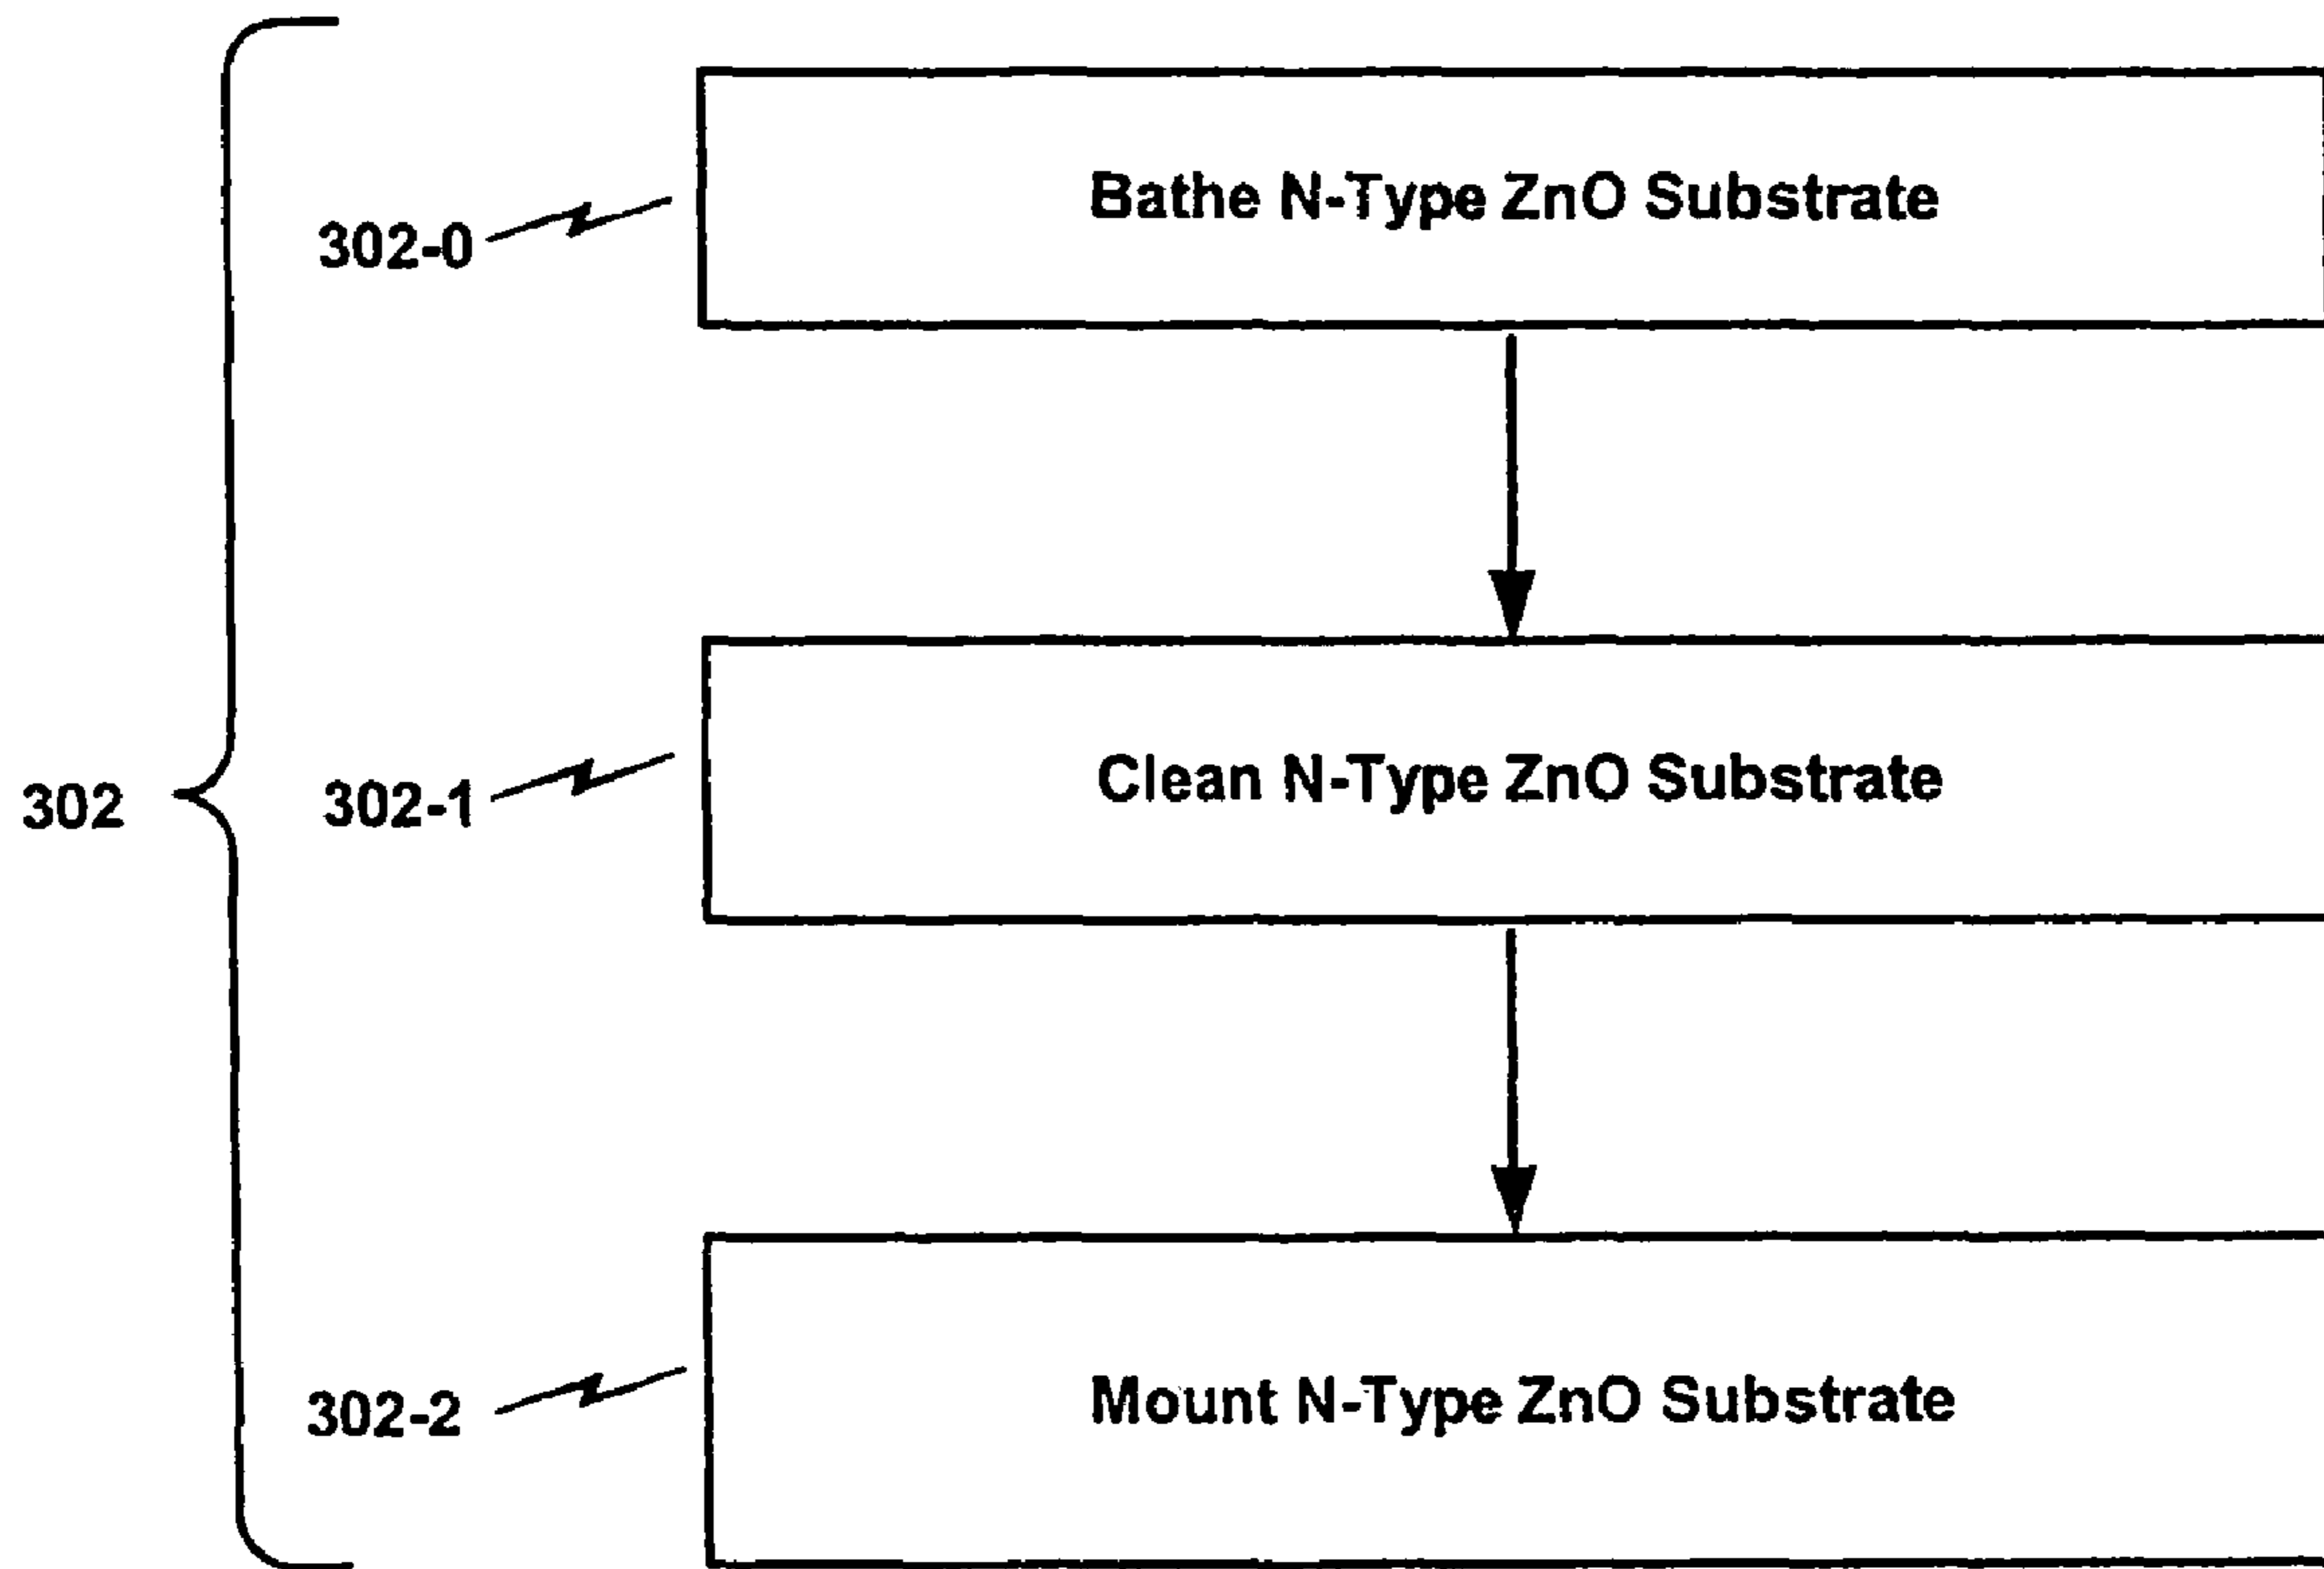 Bathe N-Type ZnO Substrate
302-0
Clean N-Type ZnO Substrate
302
302-1
Mount N-Type ZnO Substrate
302-2